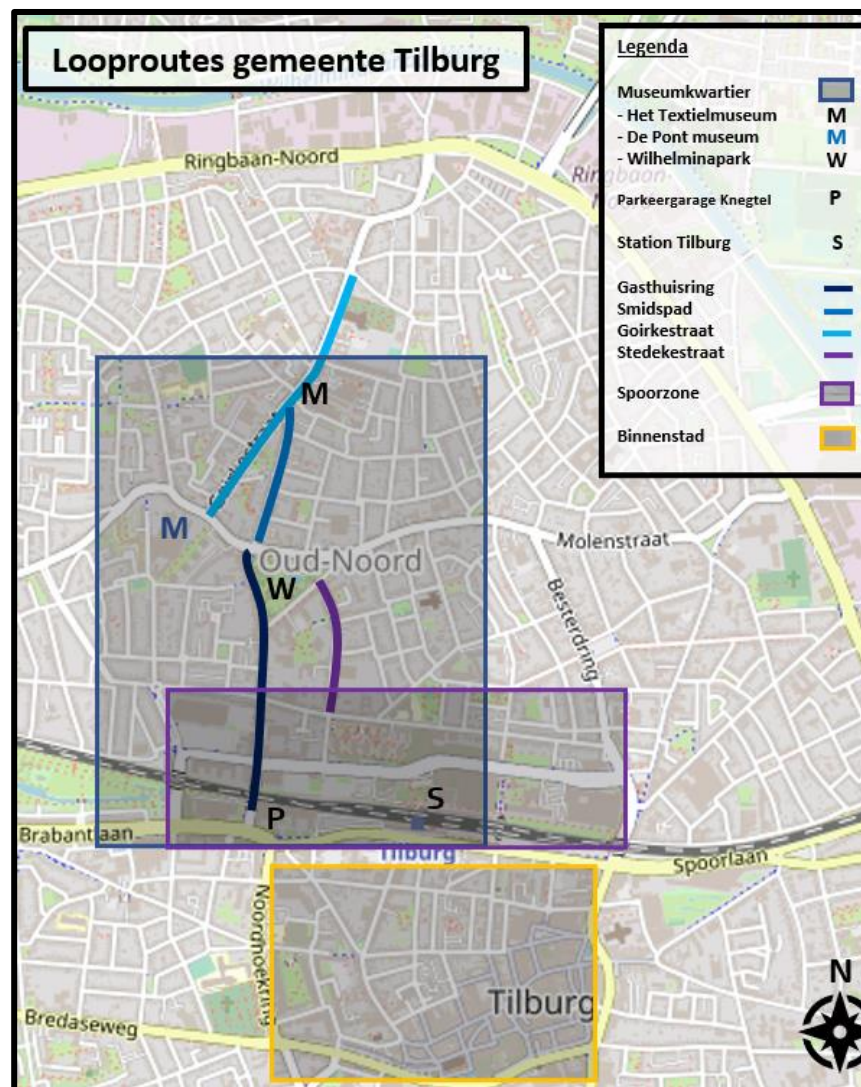 Looproutes gemeente Tilburg
Legenda
Museumkwartier
- Het Textielmuseum M
- De Pont museum M
- Wilhelminapark W
Parkeergarage Knegtel P
Station Tilburg S
Gasthuisring
Smidspad
Goirkestraat
Stedekestraat
Spoorzone
Binnenstad
Ringbaan-Noord
M
M
Oud-Noord
W
Molenstraat
Besterdring
S
P
Brabantlaan
Tilburg
Spoorlaan
Noordhoekring
Tilburg
Bredaseweg
N